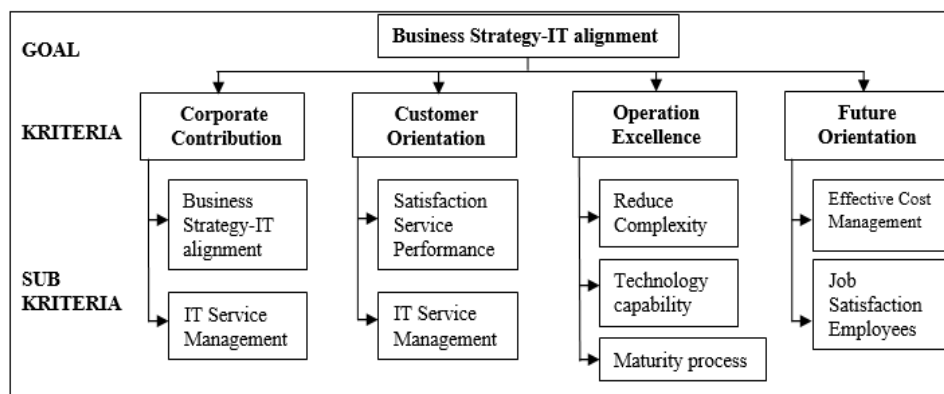 GOAL
Business Strategy-IT alignment
KRITERIA
Corporate
Contribution
Customer
Orientation
Operation
Excellence
Future
Orientation
SUB
KRITERIA
Business
Strategy-IT
alignment
IT Service
Management
Satisfaction
Service
Performance
IT Service
Management
Reduce
Complexity
Technology
capability
Maturity process
Effective Cost
Management
Job
Satisfaction
Employees